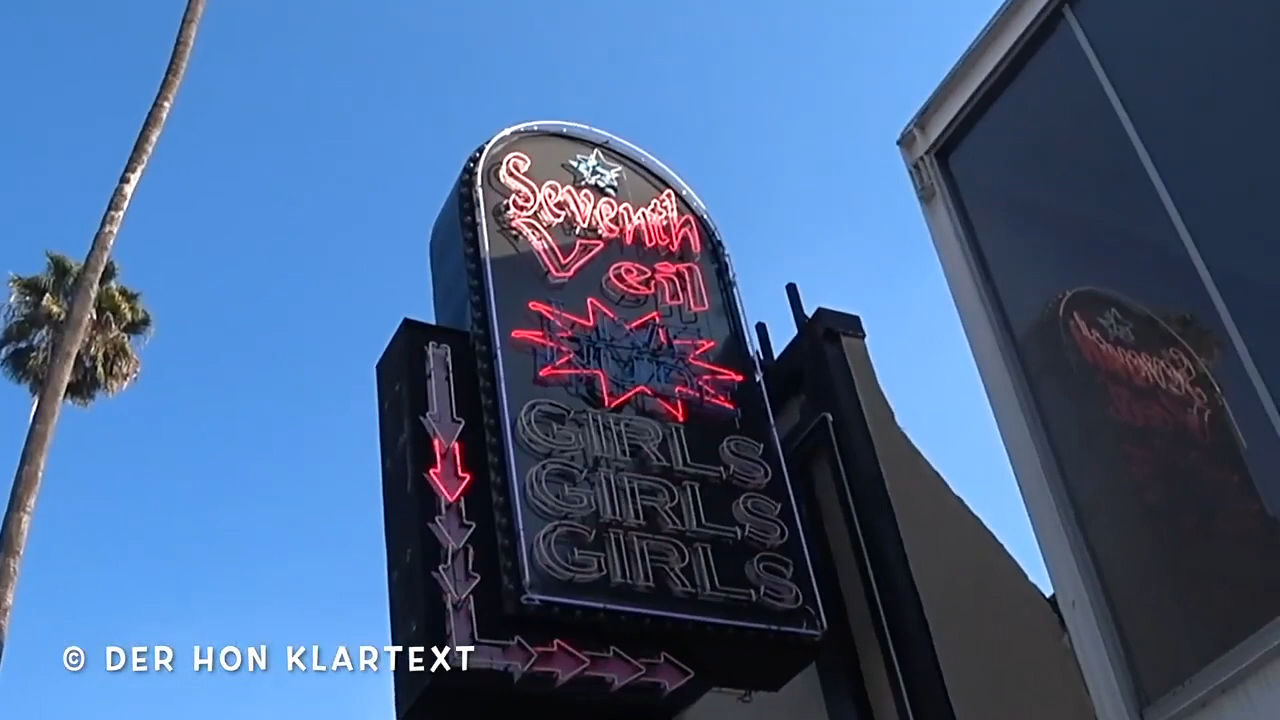 Seventh
Veil
GIRLS
GIRLS
GIRLS
© DER HON KLARTEXT